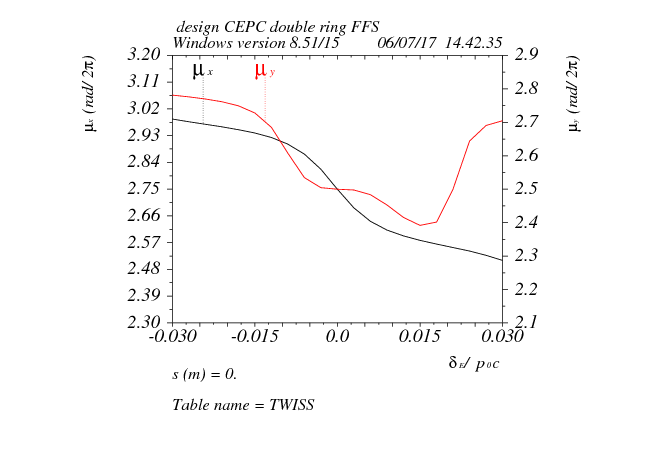 design CEPC double ring FFS
Windows version 8.51/15 06/07/17 14.42.35
μx (rad/2π)
3.20
3.11
3.02
2.93
2.84
2.75
2.66
2.57
2.48
2.39
2.30
μ x μ y
2.9
2.8
2.7
2.6
2.5
2.4
2.3
2.2
2.1
μy (rad/2π)
-0.030 -0.015 0.0 0.015 0.030
δE/ p0c
s (m) = 0.
Table name = TWISS